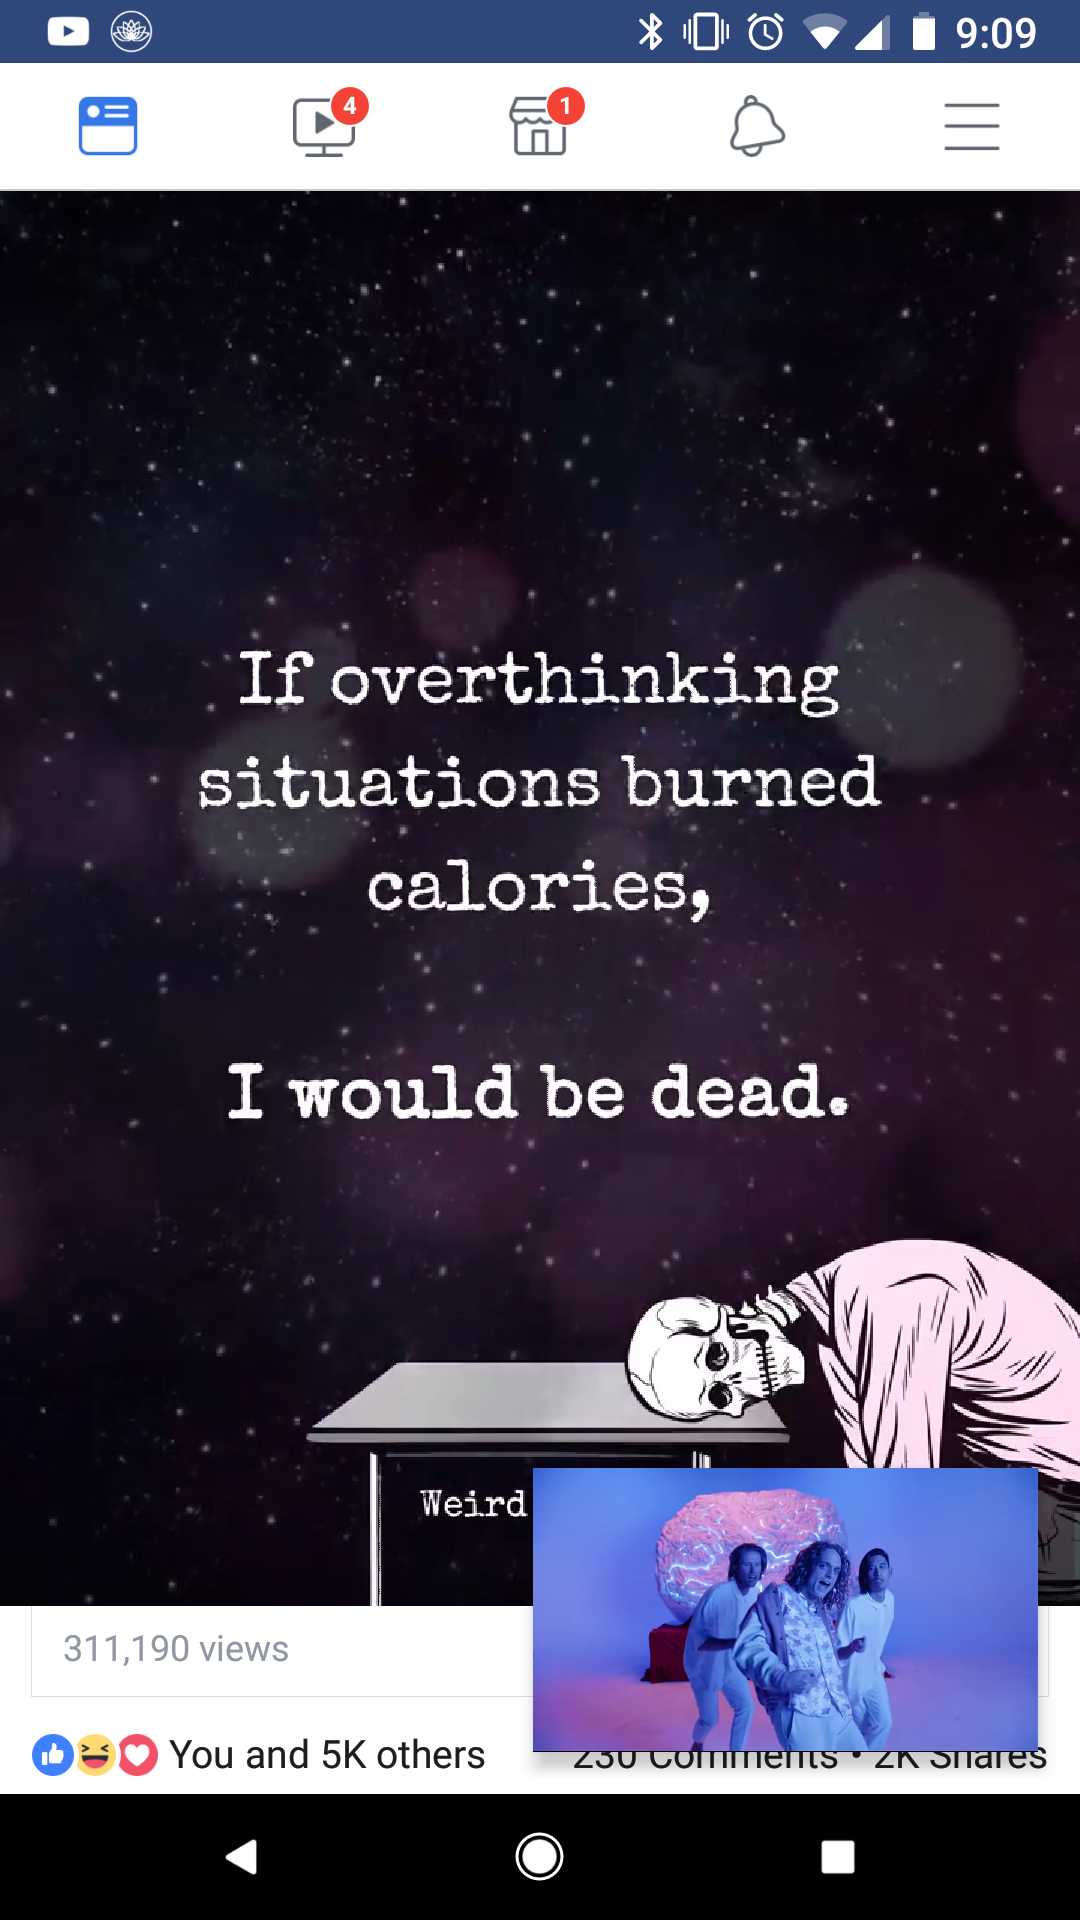 9:09
4
1
If overthinking
situations burned
calories,
I would be dead.
Weird
311,190 views
You and 5K others
230 Comments • 2K Shares